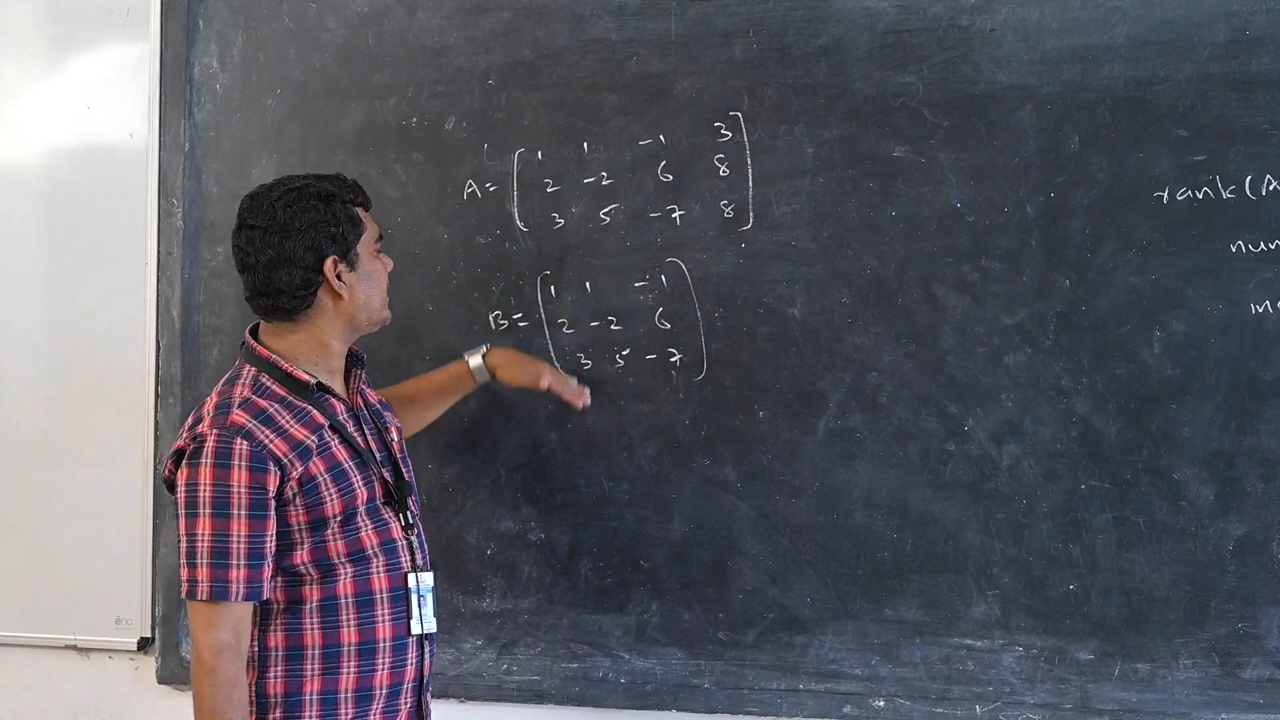 A = [ 1 1 -1 3
2 -2 6 8
3 5 -7 8 ]
B = [ 1 1 -1
2 -2 6
3 5 -7 ]
rank(A
num
ērio